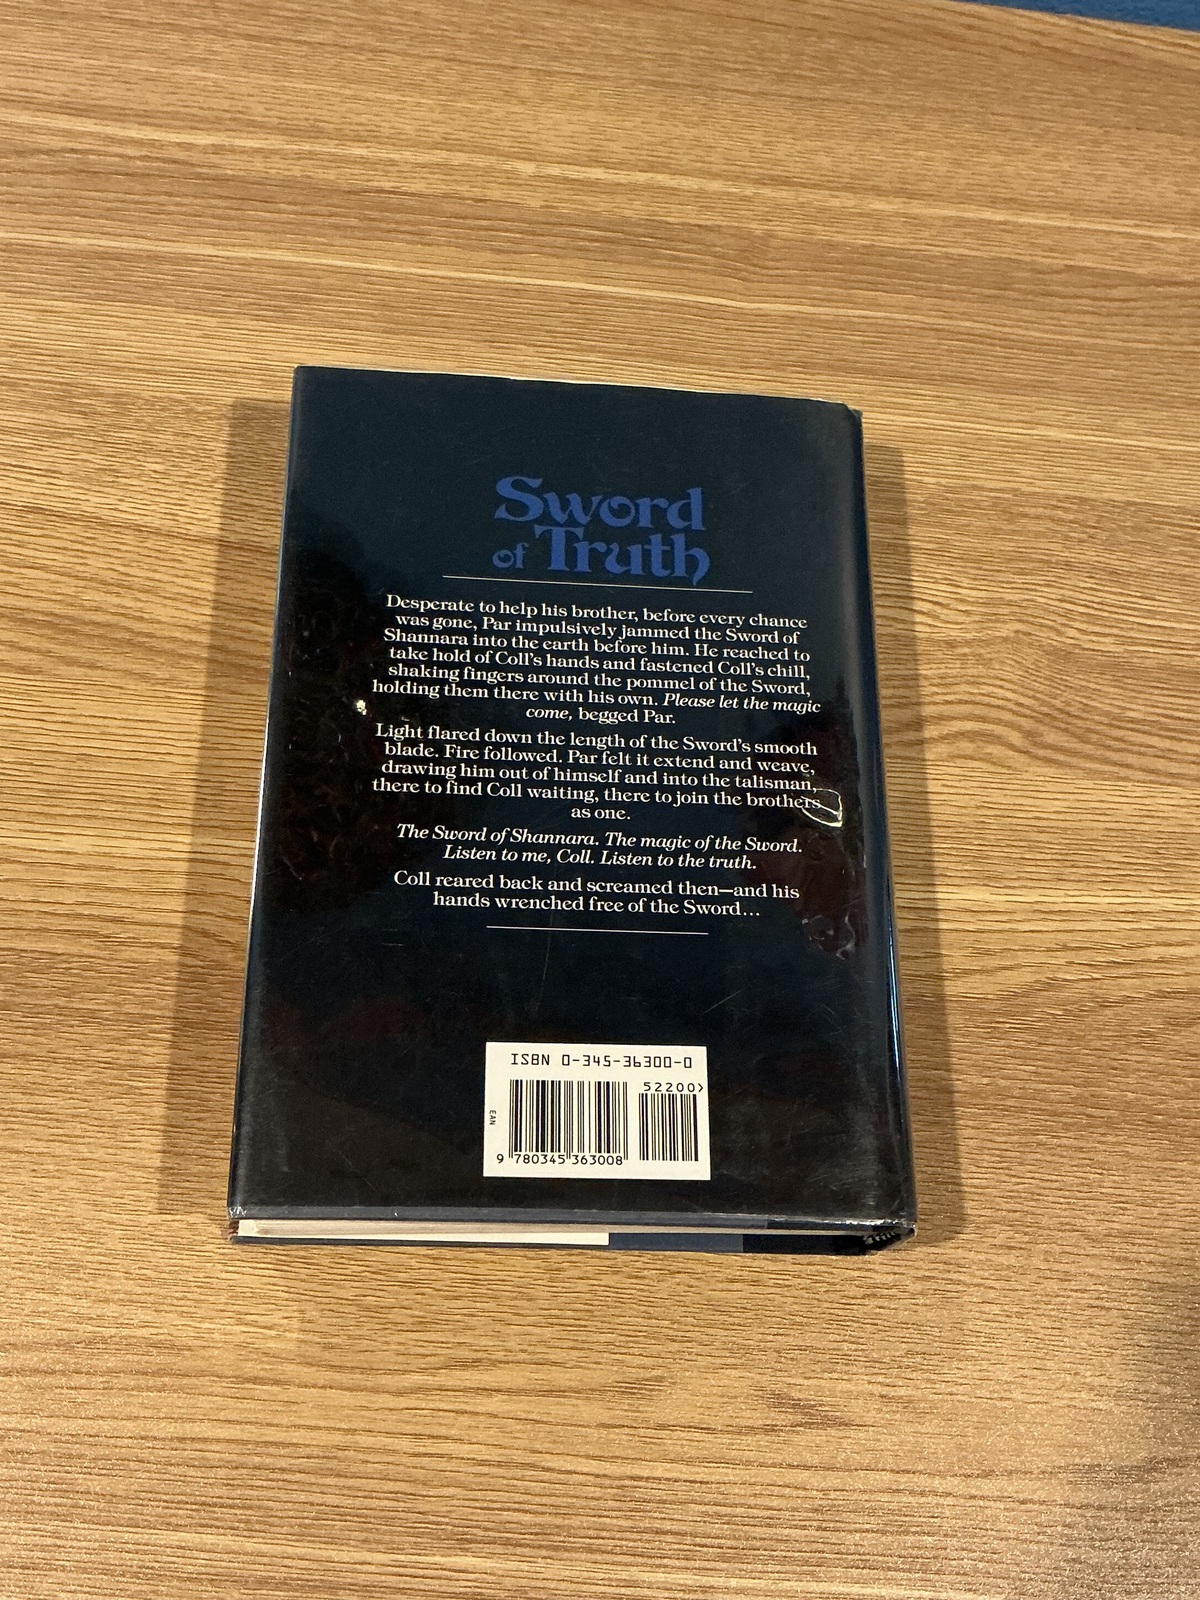 Sword
of Truth
Desperate to help his brother, before every chance
was gone, Par impulsively jammed the Sword of
Shannara into the earth before him. He reached to
take hold of Coll's hands and fastened Coll's chill,
shaking fingers around the pommel of the Sword,
holding them there with his own. Please let the magic
come, begged Par.
Light flared down the length of the Sword's smooth
blade. Fire followed. Par felt it extend and weave,
drawing him out of himself and into the talisman,
there to find Coll waiting, there to join the brothers
as one.
The Sword of Shannara. The magic of the Sword.
Listen to me, Coll. Listen to the truth.
Coll reared back and screamed then—and his
hands wrenched free of the Sword...
ISBN 0-345-36300-0
52200>
EAN
9 780345 363008